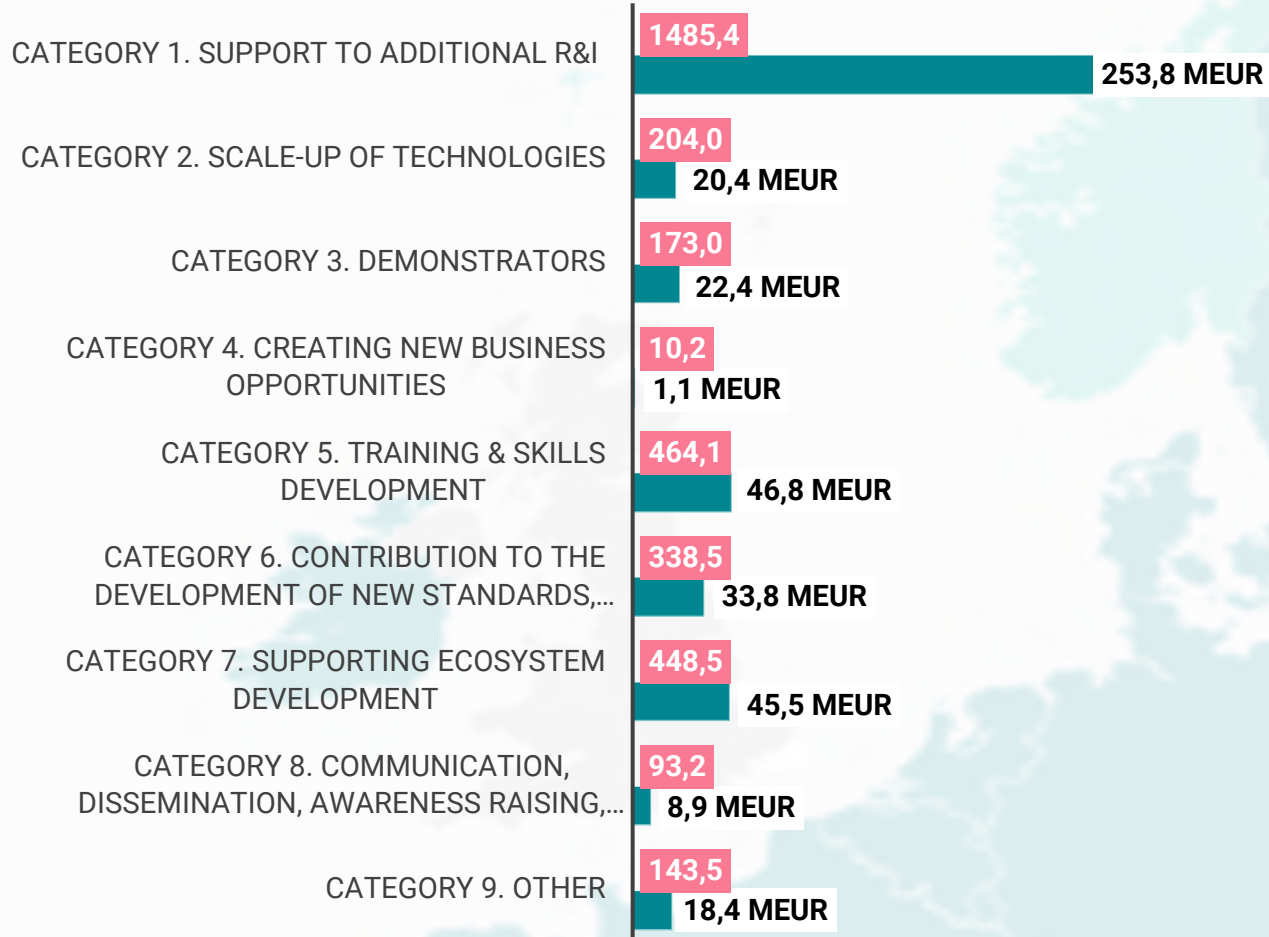 CATEGORY 1. SUPPORT TO ADDITIONAL R&I
1485,4
253,8 MEUR
CATEGORY 2. SCALE-UP OF TECHNOLOGIES
204,0
20,4 MEUR
CATEGORY 3. DEMONSTRATORS
173,0
22,4 MEUR
CATEGORY 4. CREATING NEW BUSINESS
OPPORTUNITIES
10,2
1,1 MEUR
CATEGORY 5. TRAINING & SKILLS
DEVELOPMENT
464,1
46,8 MEUR
CATEGORY 6. CONTRIBUTION TO THE
DEVELOPMENT OF NEW STANDARDS,...
338,5
33,8 MEUR
CATEGORY 7. SUPPORTING ECOSYSTEM
DEVELOPMENT
448,5
45,5 MEUR
CATEGORY 8. COMMUNICATION,
DISSEMINATION, AWARENESS RAISING,...
93,2
8,9 MEUR
CATEGORY 9. OTHER
143,5
18,4 MEUR